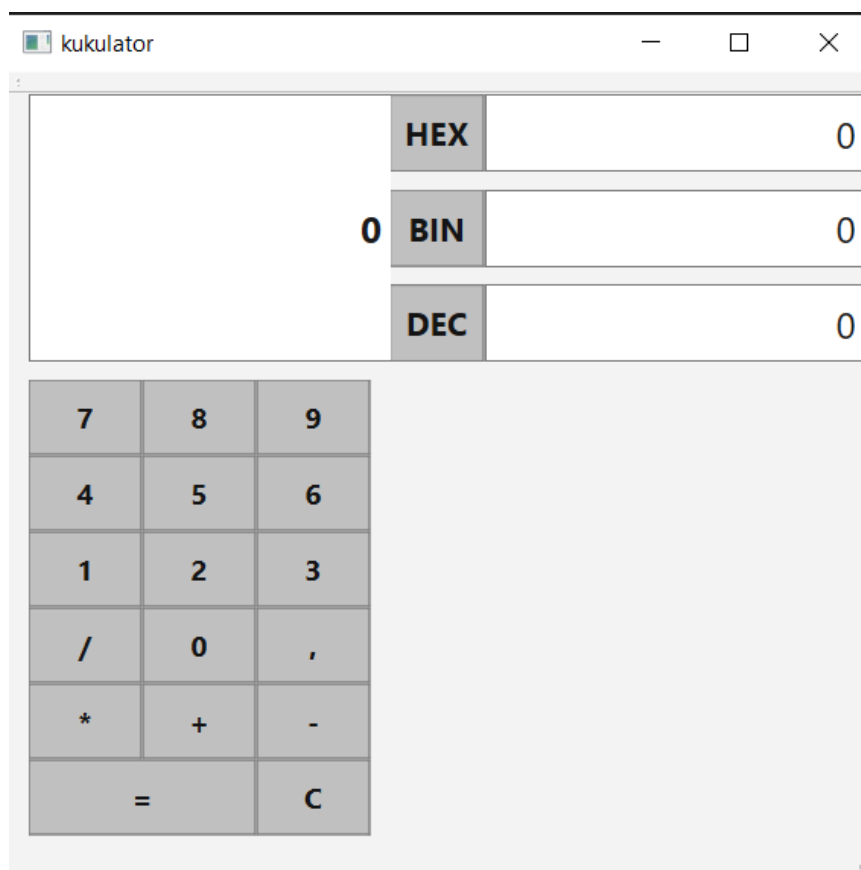 kukulator
HEX 0
0 BIN 0
DEC 0
7 8 9
4 5 6
1 2 3
/ 0 ,
* + -
= C